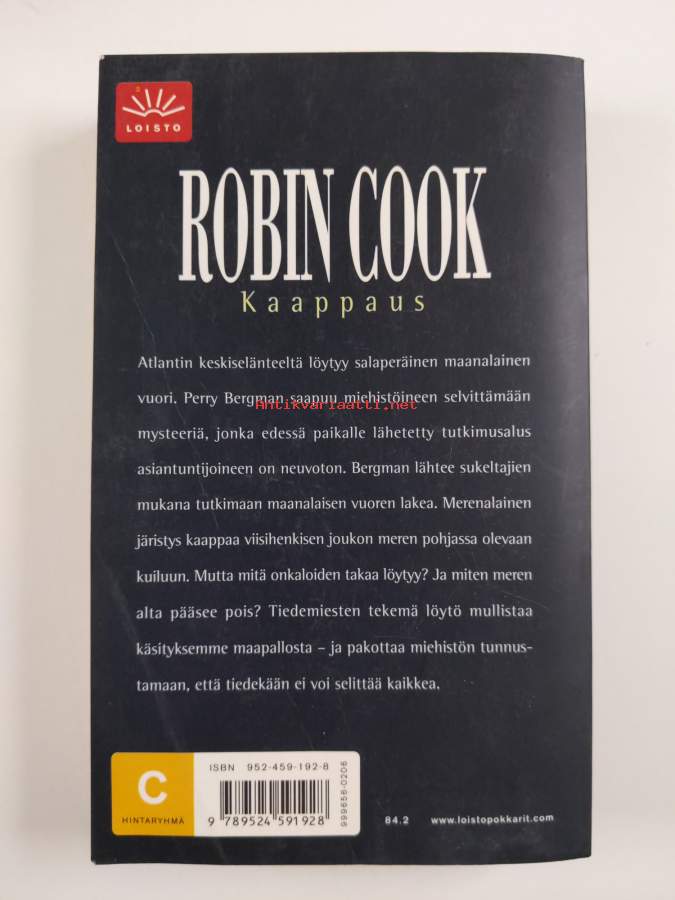 LOISTO
ROBIN COOK
Kaappaus
Atlantin keskiselänteeltä löytyy salaperäinen maanalainen
vuori. Perry Bergman saapuu miehistöineen selvittämään
Antikvariaatti.net
mysteeriä, jonka edessä paikalle lähetetty tutkimusalus
asiantuntijoineen on neuvoton. Bergman lähtee sukeltajien
mukana tutkimaan maanalaisen vuoren lakea. Merenalainen
järistys kaappaa viisihenkisen joukon meren pohjassa olevaan
kuiluun. Mutta mitä onkaloiden takaa löytyy? Ja miten meren
alta pääsee pois? Tiedemiesten tekemä löytö mullistaa
käsityksemme maapallosta – ja pakottaa miehistön tunnus-
tamaan, että tiedekään ei voi selittää kaikkea.
C
HINTARYHMÄ
ISBN 952-459-192-8
9 789524 591928
999656-0206
84.2
www.loistopokkarit.com